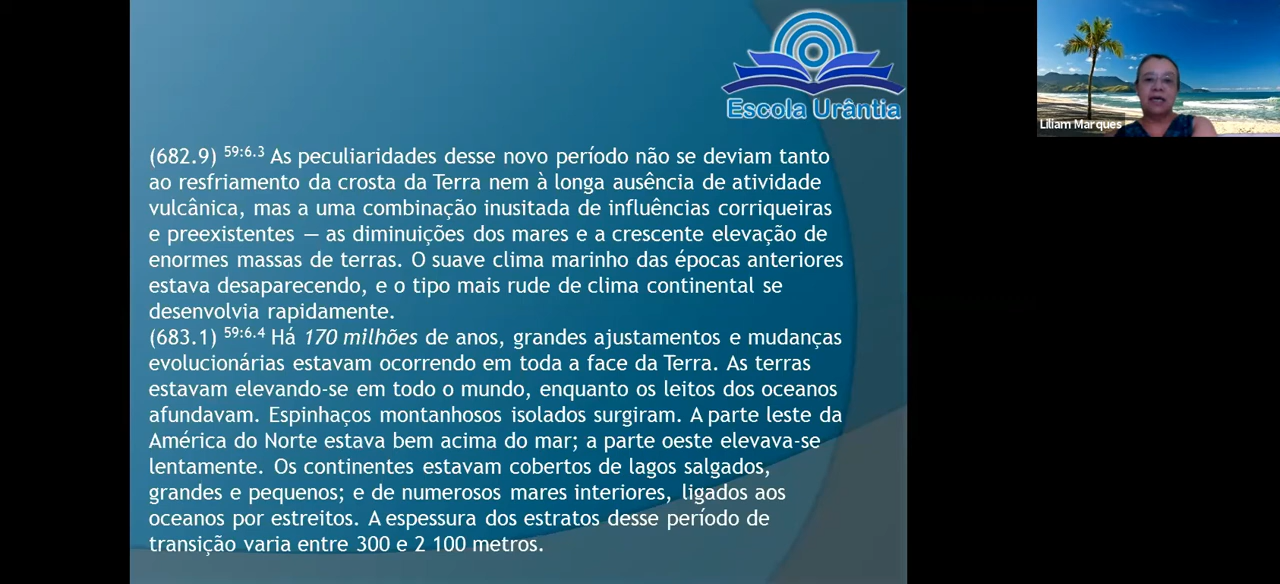 Escola Urântia
Liliam Marques
(682.9) 59:6.3 As peculiaridades desse novo período não se deviam tanto
ao resfriamento da crosta da Terra nem à longa ausência de atividade
vulcânica, mas a uma combinação inusitada de influências corriqueiras
e preexistentes — as diminuições dos mares e a crescente elevação de
enormes massas de terras. O suave clima marinho das épocas anteriores
estava desaparecendo, e o tipo mais rude de clima continental se
desenvolvia rapidamente.
(683.1) 59:6.4 Há 170 milhões de anos, grandes ajustamentos e mudanças
evolucionárias estavam ocorrendo em toda a face da Terra. As terras
estavam elevando-se em todo o mundo, enquanto os leitos dos oceanos
afundavam. Espinhaços montanhosos isolados surgiram. A parte leste da
América do Norte estava bem acima do mar; a parte oeste elevava-se
lentamente. Os continentes estavam cobertos de lagos salgados,
grandes e pequenos; e de numerosos mares interiores, ligados aos
oceanos por estreitos. A espessura dos estratos desse período de
transição varia entre 300 e 2 100 metros.